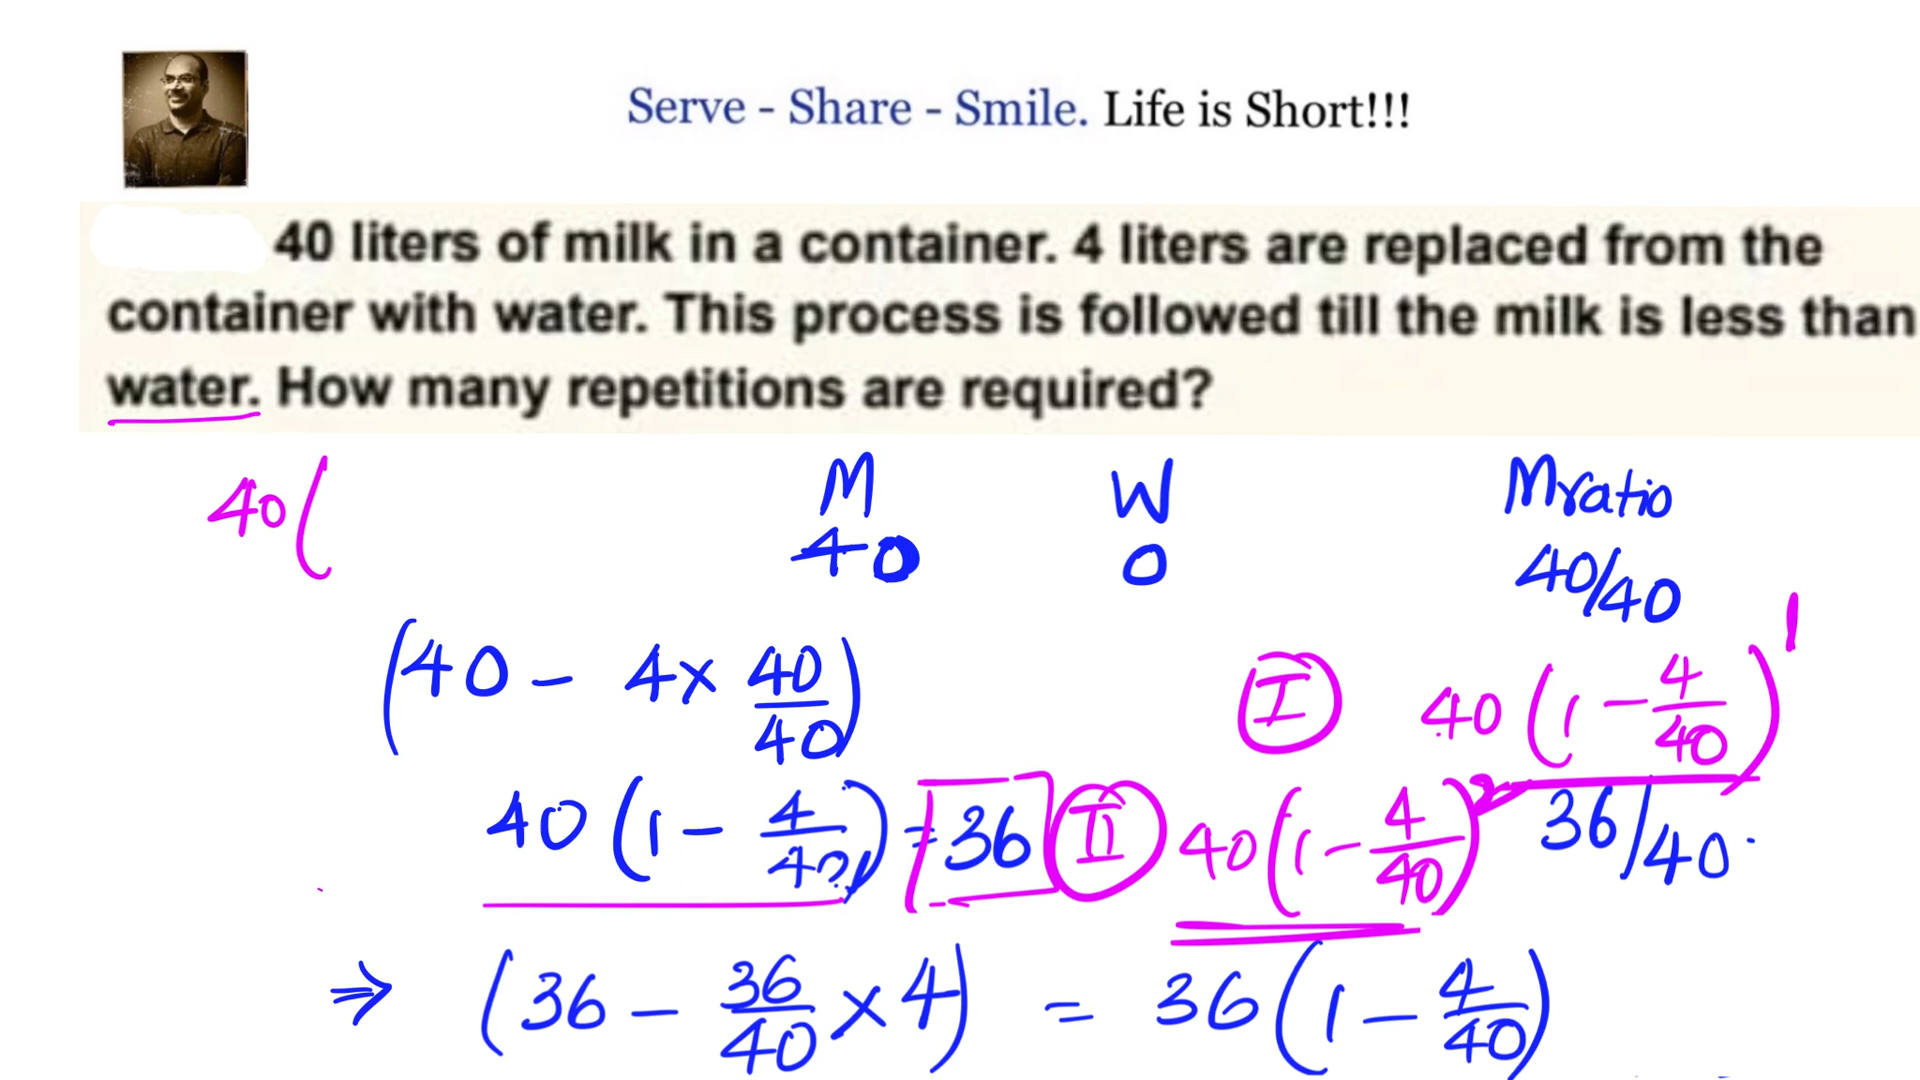 Serve - Share - Smile. Life is Short!!!
40 liters of milk in a container. 4 liters are replaced from the
container with water. This process is followed till the milk is less than
water. How many repetitions are required?
40(
M W Mratio
40 0 40/40
(40 - 4 × 40/40) I 40(1 - 4/40)^1
40(1 - 4/40) = 36 II 40(1 - 4/40)^2 36/40
⇒ (36 - 36/40 × 4) = 36(1 - 4/40)